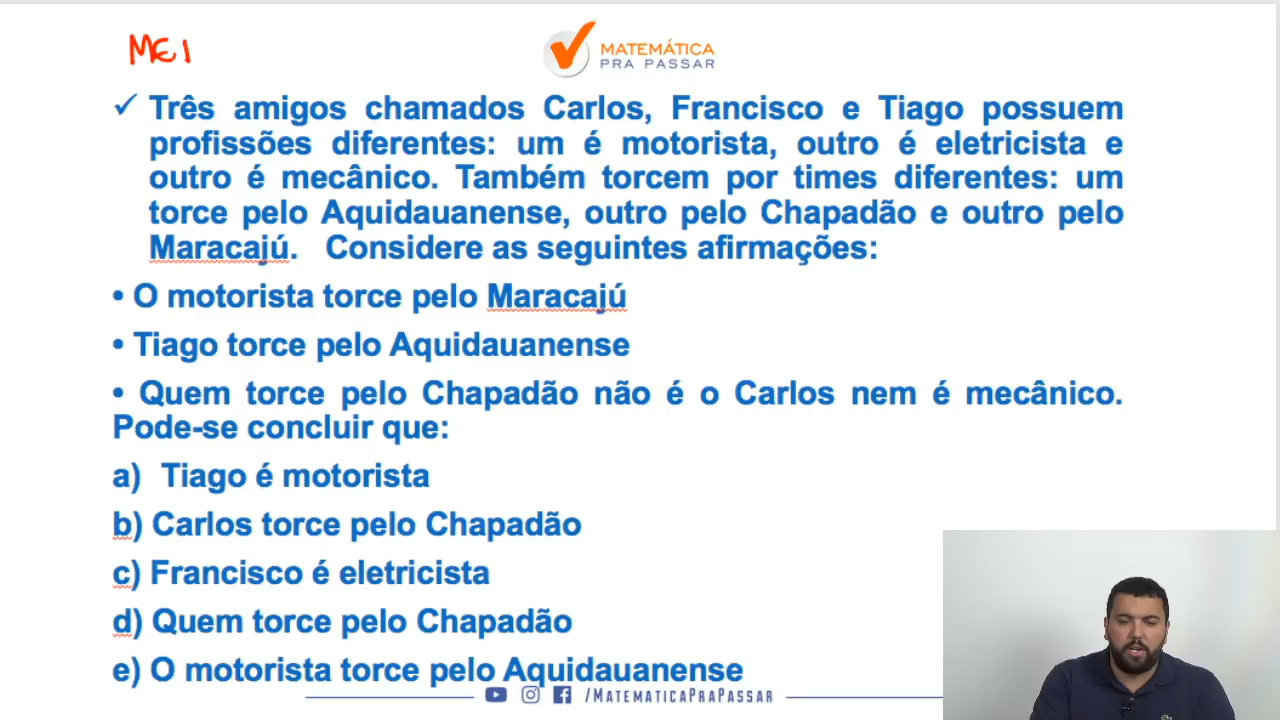 MEI
MATEMÁTICA
PRA PASSAR
✓ Três amigos chamados Carlos, Francisco e Tiago possuem
profissões diferentes: um é motorista, outro é eletricista e
outro é mecânico. Também torcem por times diferentes: um
torce pelo Aquidauanense, outro pelo Chapadão e outro pelo
Maracajú. Considere as seguintes afirmações:
• O motorista torce pelo Maracajú
• Tiago torce pelo Aquidauanense
• Quem torce pelo Chapadão não é o Carlos nem é mecânico.
Pode-se concluir que:
a) Tiago é motorista
b) Carlos torce pelo Chapadão
c) Francisco é eletricista
d) Quem torce pelo Chapadão
e) O motorista torce pelo Aquidauanense
/MATEMATICAPRAPASSAR